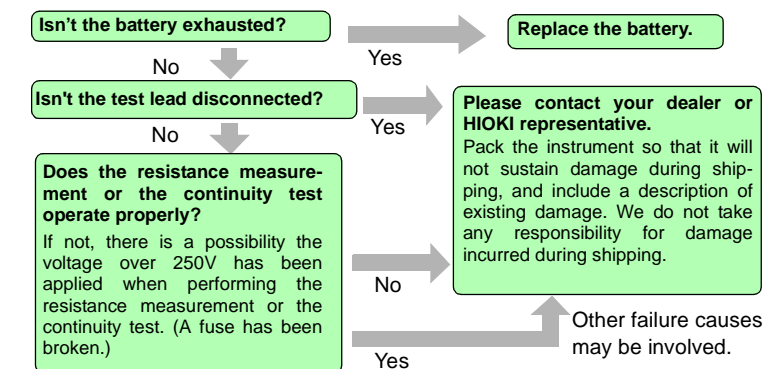 Isn’t the battery exhausted?
Yes
Replace the battery.
No
Isn't the test lead disconnected?
Yes
Please contact your dealer or
HIOKI representative.
Pack the instrument so that it will
not sustain damage during ship-
ping, and include a description of
existing damage. We do not take
any responsibility for damage
incurred during shipping.
No
Does the resistance measure-
ment or the continuity test
operate properly?
If not, there is a possibility the
voltage over 250V has been
applied when performing the
resistance measurement or the
continuity test. (A fuse has been
broken.)
No
Yes
Other failure causes
may be involved.